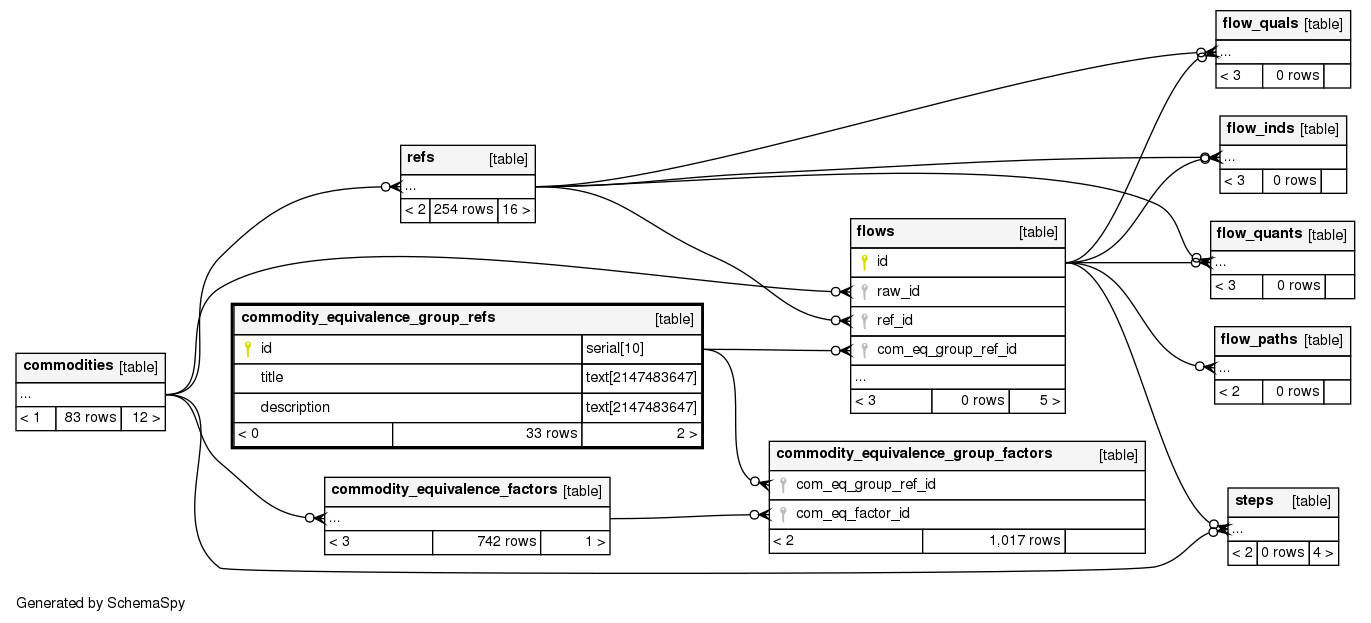 flow_quals [table]
...
< 3 0 rows
flow_inds [table]
...
< 3 0 rows
refs [table]
...
< 2 254 rows 16 >
flows [table]
id
raw_id
ref_id
com_eq_group_ref_id
...
< 3 0 rows 5 >
flow_quants [table]
...
< 3 0 rows
commodity_equivalence_group_refs [table]
id serial[10]
title text[2147483647]
description text[2147483647]
< 0 33 rows 2 >
flow_paths [table]
...
< 2 0 rows
commodities [table]
...
< 1 83 rows 12 >
commodity_equivalence_group_factors [table]
com_eq_group_ref_id
com_eq_factor_id
< 2 1,017 rows
commodity_equivalence_factors [table]
...
< 3 742 rows 1 >
steps [table]
...
< 2 0 rows 4 >
Generated by SchemaSpy